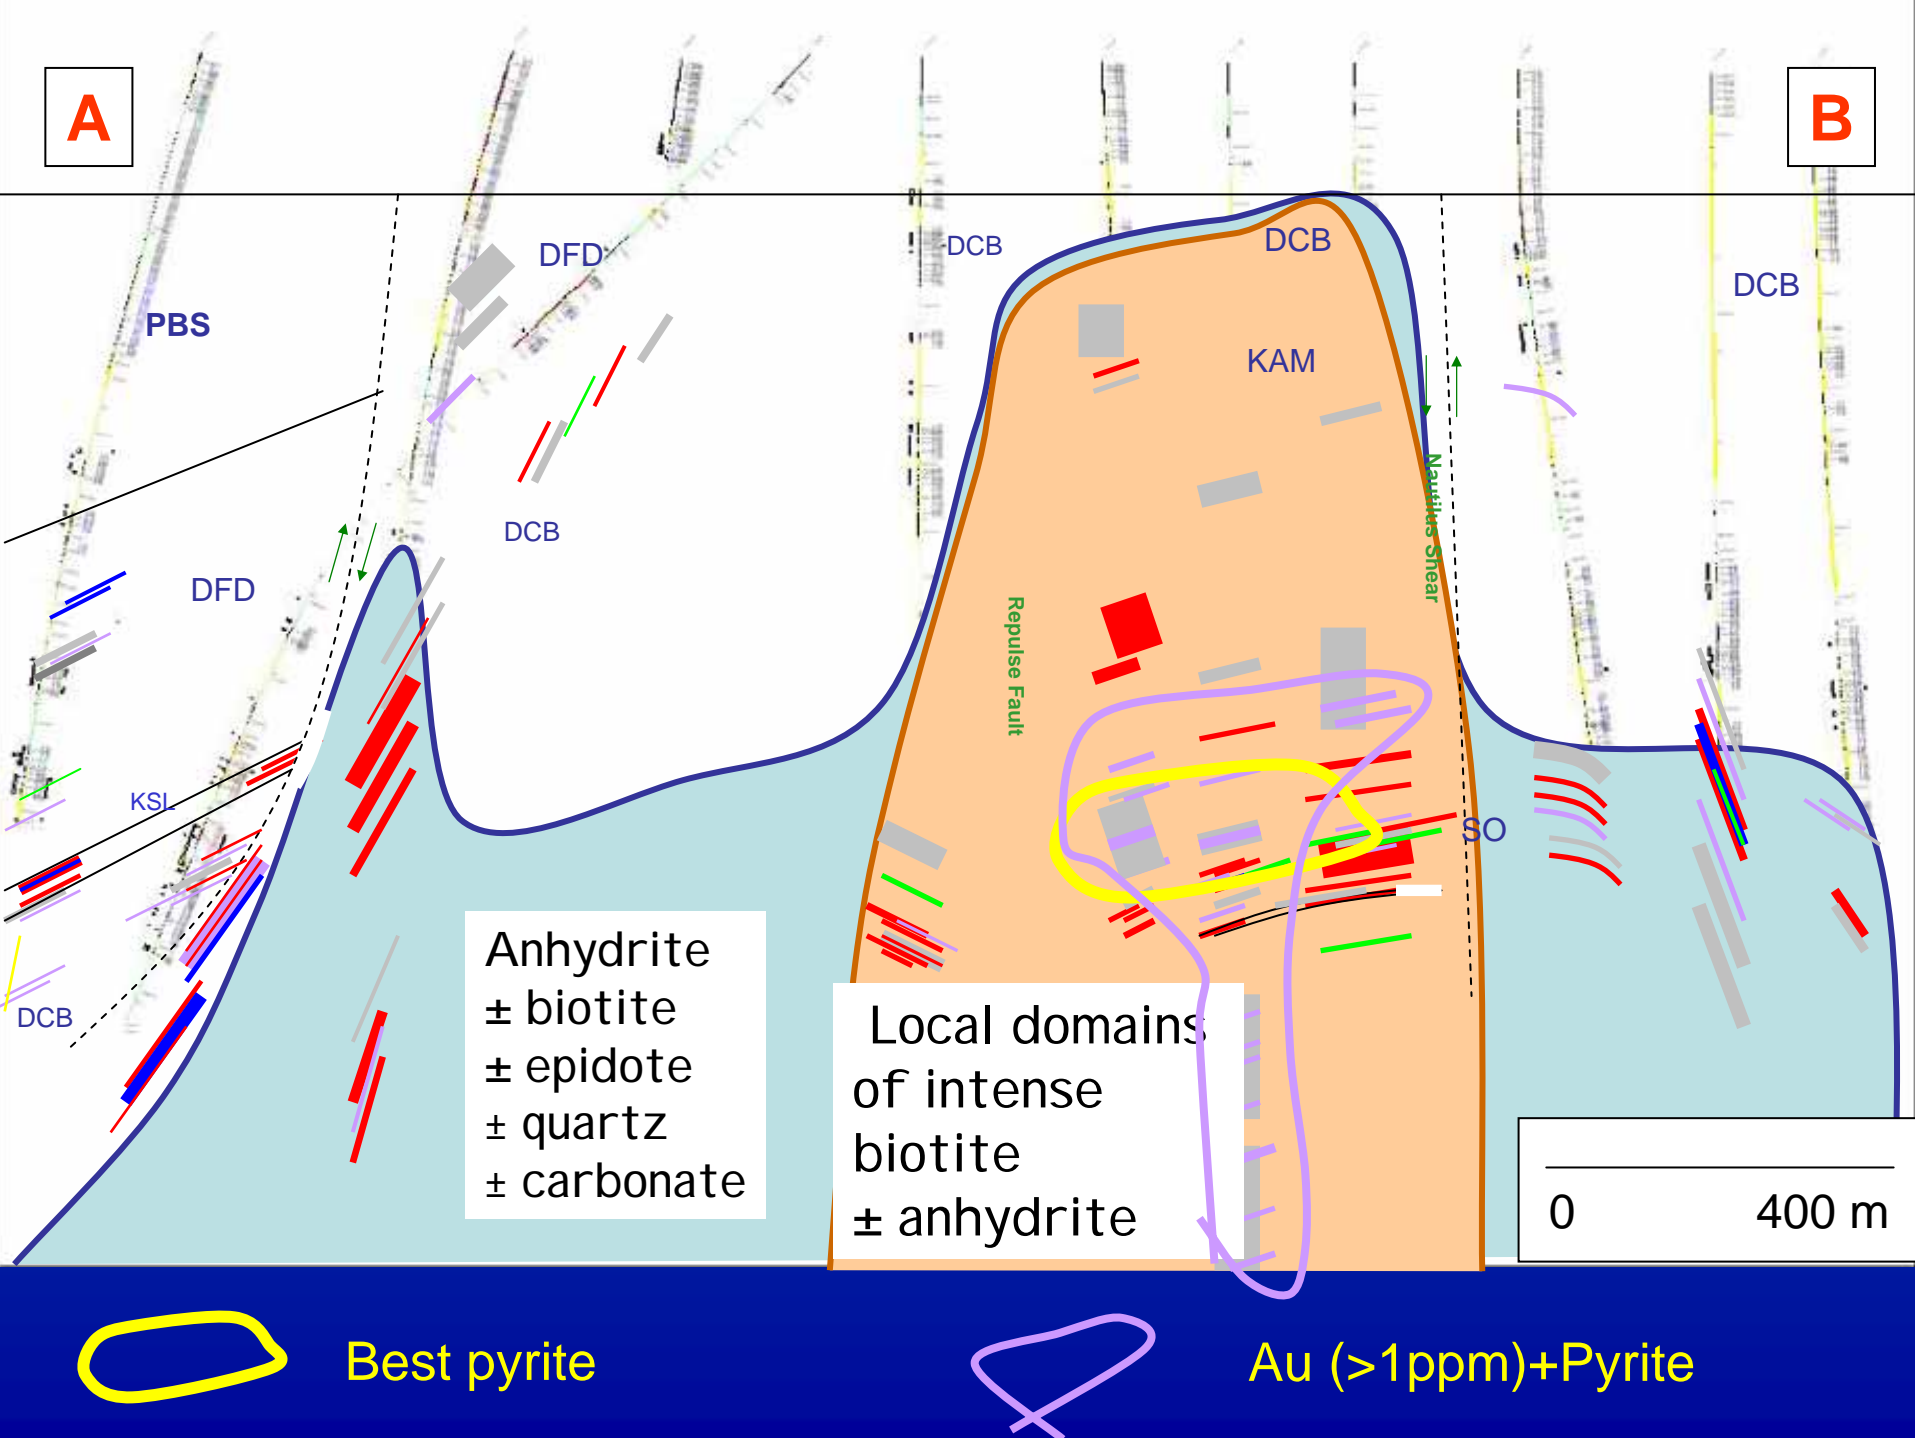 A
B
DFD
DCB
DCB
DCB
PBS
KAM
Nautilus Shear
DCB
DFD
Repulse Fault
KSL
SO
DCB
Anhydrite
± biotite
± epidote
± quartz
± carbonate
Local domains
of intense
biotite
± anhydrite
0 400 m
Best pyrite
Au (>1ppm)+Pyrite